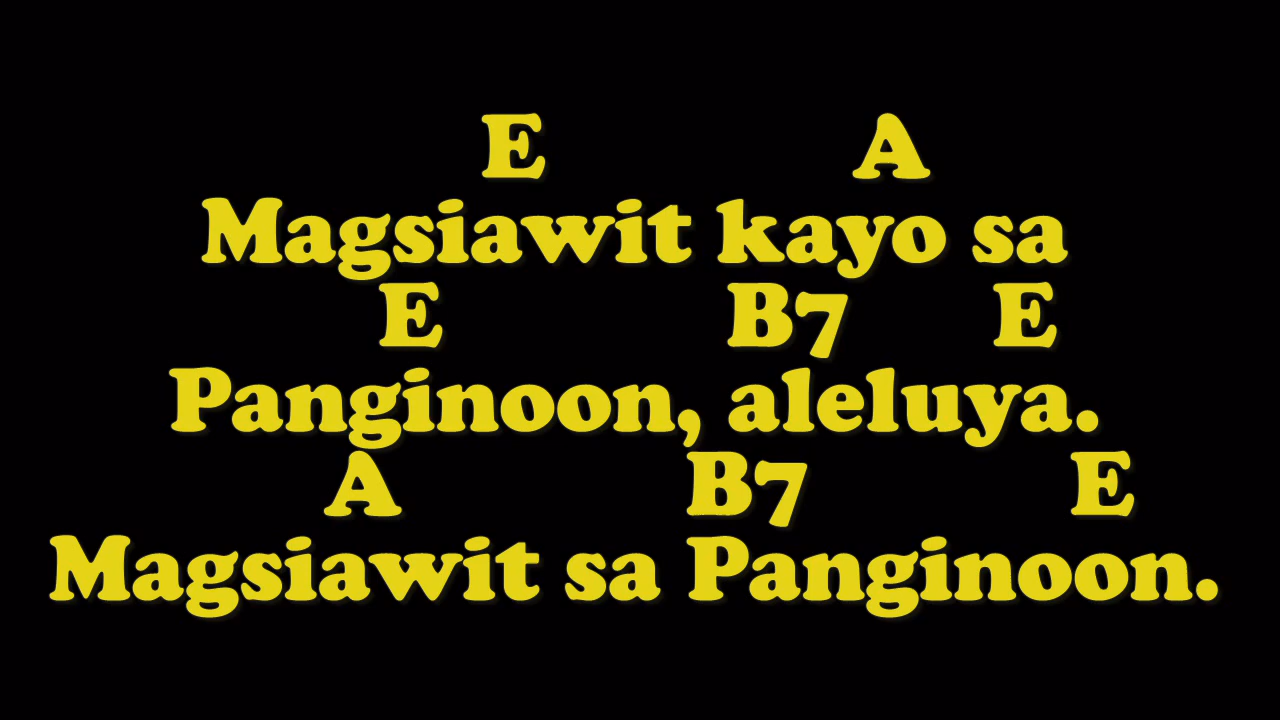 E A
Magsiawit kayo sa
E B7 E
Panginoon, aleluya.
A B7 E
Magsiawit sa Panginoon.